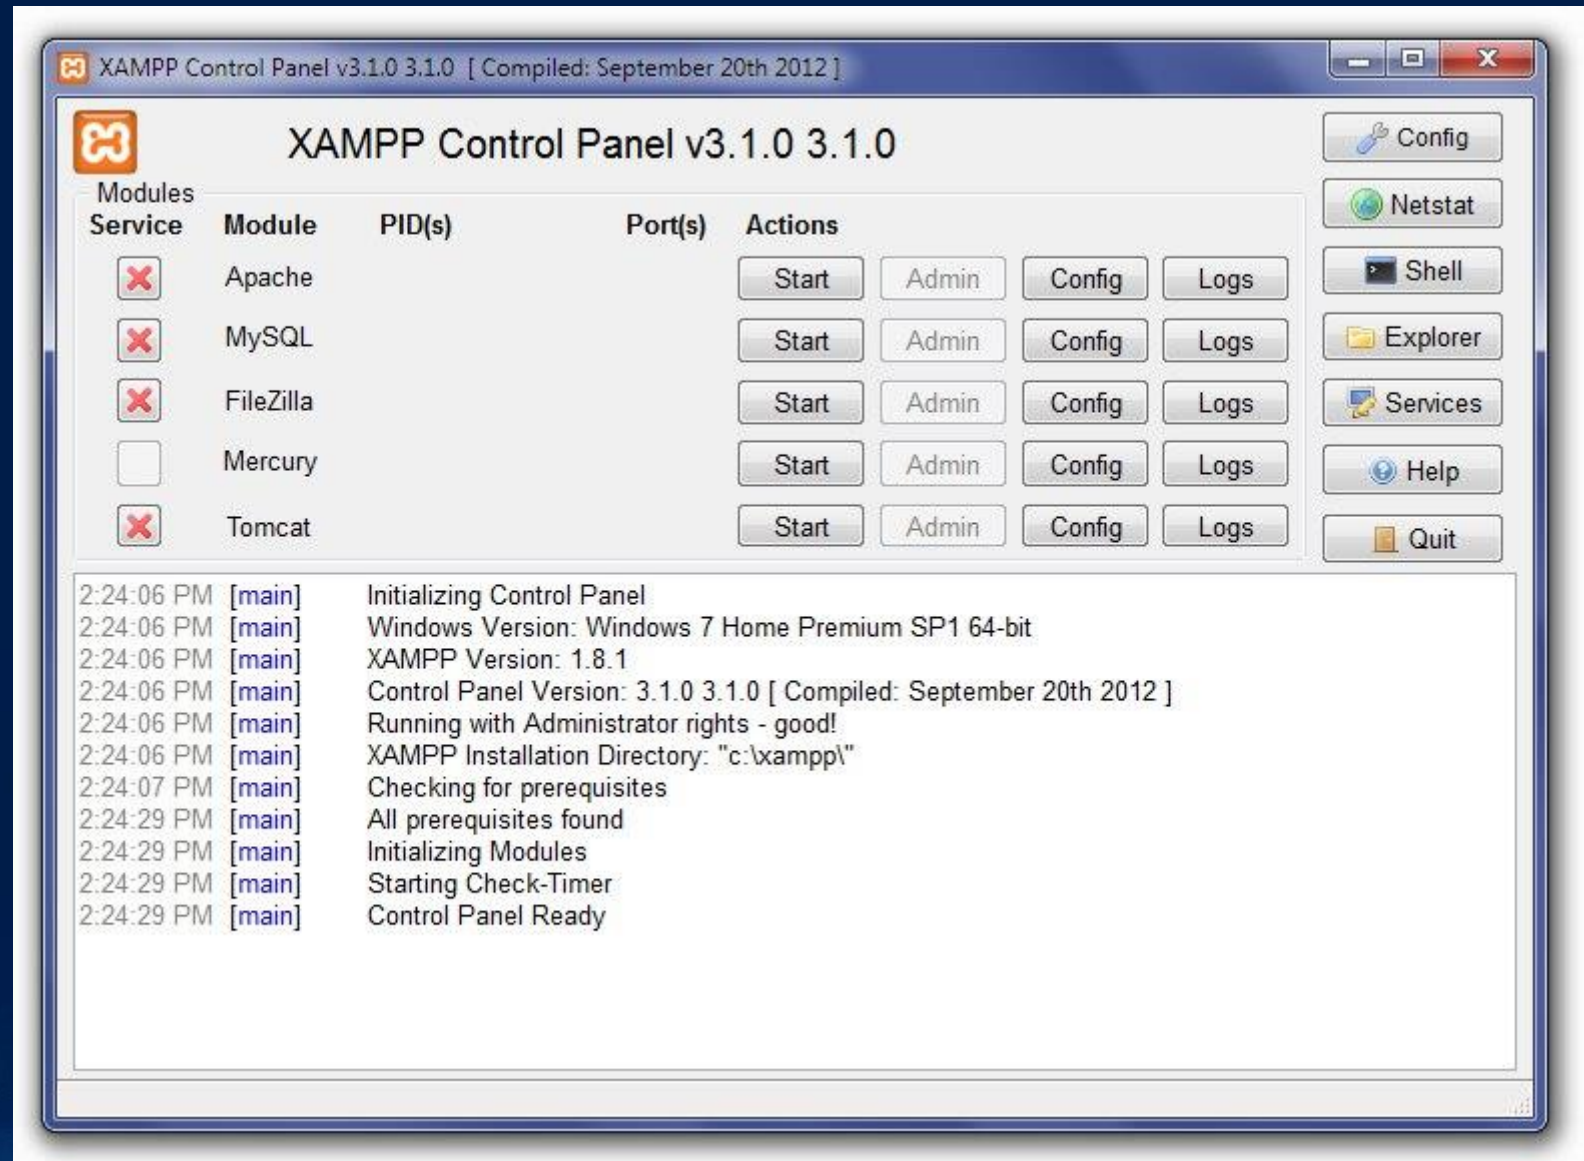 XAMPP Control Panel v3.1.0 3.1.0 [ Compiled: September 20th 2012 ]
XAMPP Control Panel v3.1.0 3.1.0
Config
Modules
Netstat
Service Module PID(s) Port(s) Actions
Apache Start Admin Config Logs
Shell
MySQL Start Admin Config Logs
Explorer
FileZilla Start Admin Config Logs
Services
Mercury Start Admin Config Logs
Help
Tomcat Start Admin Config Logs
Quit
2:24:06 PM [main] Initializing Control Panel
2:24:06 PM [main] Windows Version: Windows 7 Home Premium SP1 64-bit
2:24:06 PM [main] XAMPP Version: 1.8.1
2:24:06 PM [main] Control Panel Version: 3.1.0 3.1.0 [ Compiled: September 20th 2012 ]
2:24:06 PM [main] Running with Administrator rights - good!
2:24:06 PM [main] XAMPP Installation Directory: "c:\xampp\"
2:24:07 PM [main] Checking for prerequisites
2:24:29 PM [main] All prerequisites found
2:24:29 PM [main] Initializing Modules
2:24:29 PM [main] Starting Check-Timer
2:24:29 PM [main] Control Panel Ready